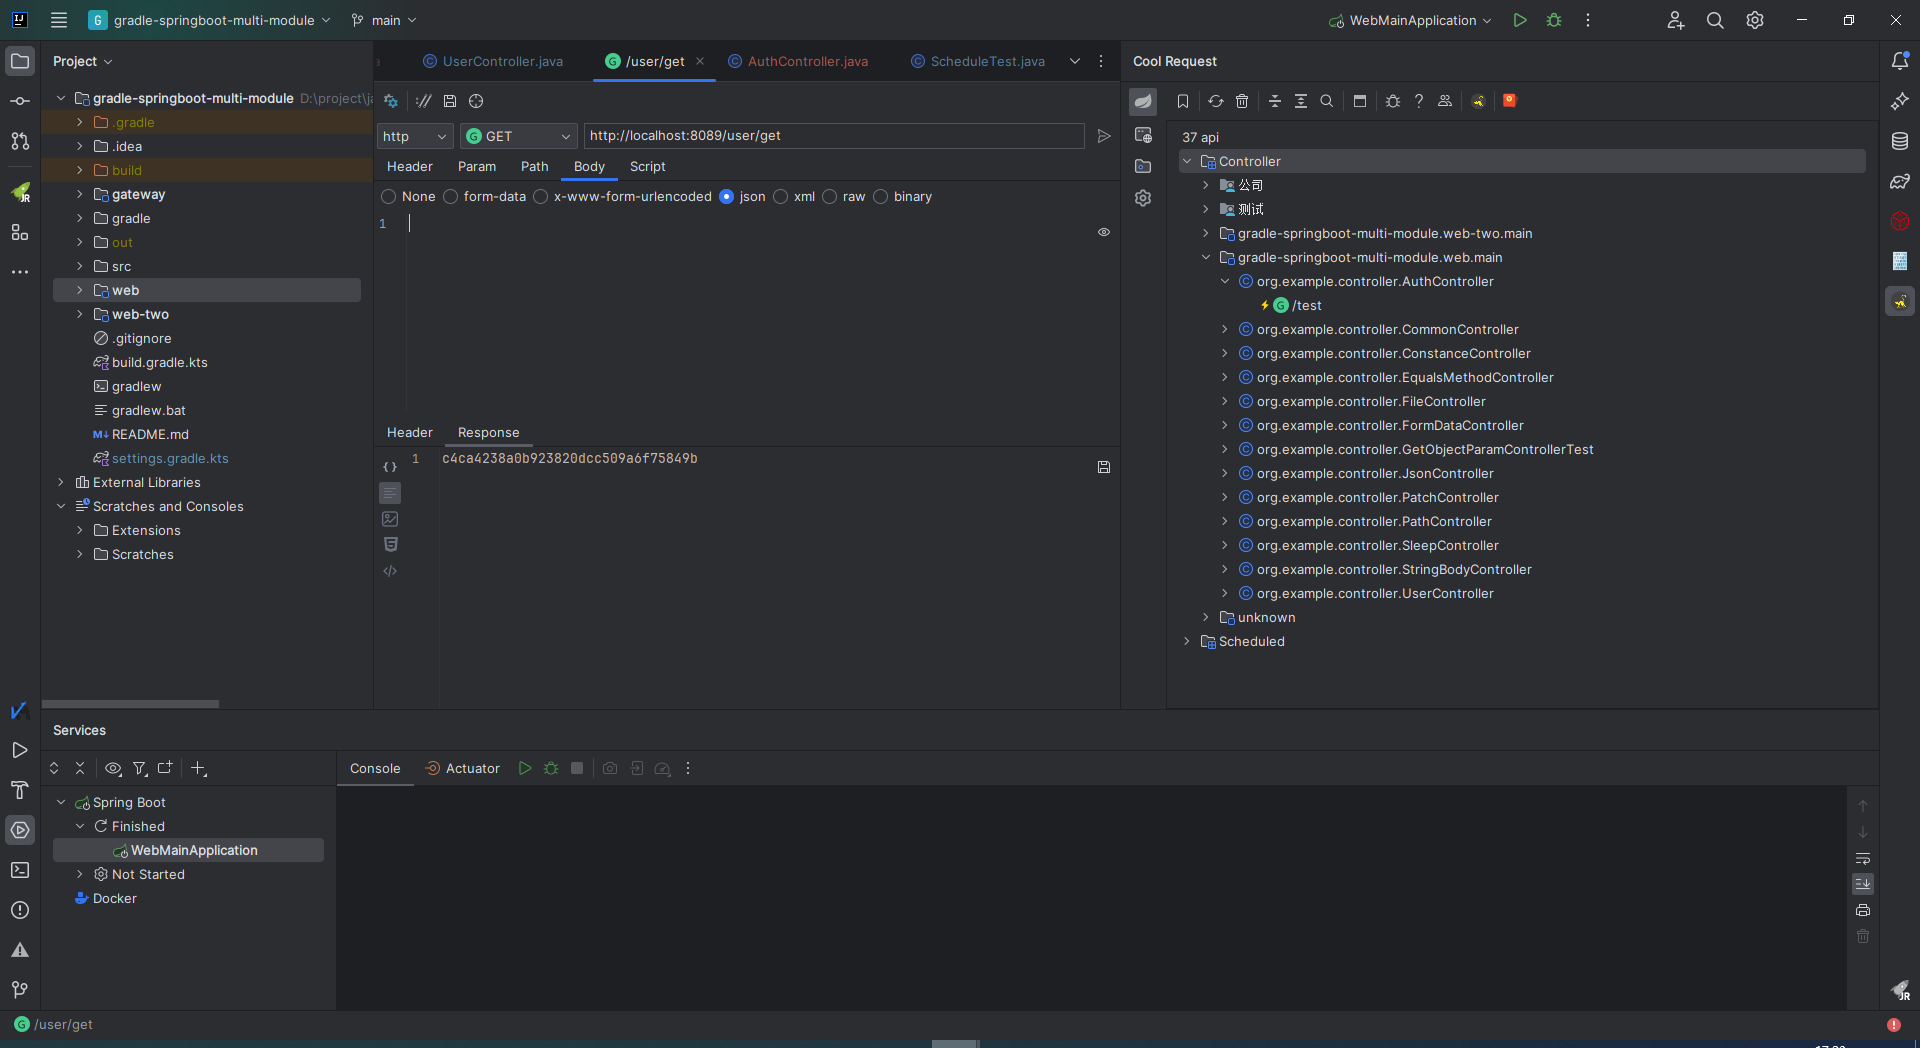 gradle-springboot-multi-module
main
WebMainApplication
Project
UserController.java
/user/get
AuthController.java
ScheduleTest.java
Cool Request
gradle-springboot-multi-module D:\project\
.gradle
.idea
build
gateway
gradle
out
src
web
web-two
.gitignore
build.gradle.kts
gradlew
gradlew.bat
README.md
settings.gradle.kts
External Libraries
Scratches and Consoles
Extensions
Scratches
http
GET
http://localhost:8089/user/get
Header Param Path Body Script
None form-data x-www-form-urlencoded json xml raw binary
1
Header Response
1 c4ca4238a0b923820dcc509a6f75849b
37 api
Controller
公司
测试
gradle-springboot-multi-module.web-two.main
gradle-springboot-multi-module.web.main
org.example.controller.AuthController
/test
org.example.controller.CommonController
org.example.controller.ConstanceController
org.example.controller.EqualsMethodController
org.example.controller.FileController
org.example.controller.FormDataController
org.example.controller.GetObjectParamControllerTest
org.example.controller.JsonController
org.example.controller.PatchController
org.example.controller.PathController
org.example.controller.SleepController
org.example.controller.StringBodyController
org.example.controller.UserController
unknown
Scheduled
Services
Console Actuator
Spring Boot
Finished
WebMainApplication
Not Started
Docker
/user/get